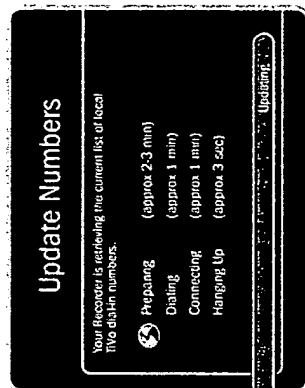 Update Numbers
Your Recorder is retrieving the current list of local
TiVo dial-in numbers.
Preparing (approx 2-3 min)
Dialing (approx 1 min)
Connecting (approx 1 min)
Hanging Up (approx 3 sec)
Updating